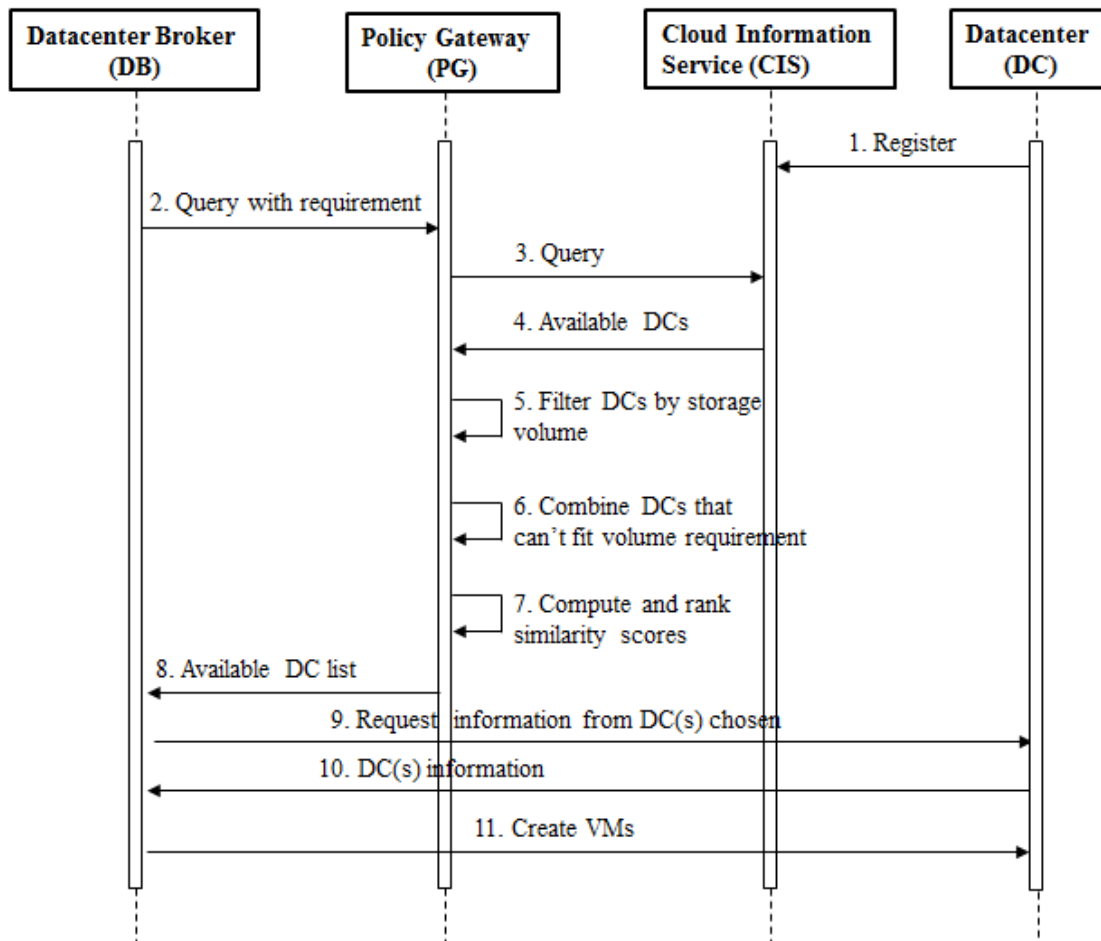 Datacenter Broker
(DB)
Policy Gateway
(PG)
Cloud Information
Service (CIS)
Datacenter
(DC)
1. Register
2. Query with requirement
3. Query
4. Available DCs
5. Filter DCs by storage
volume
6. Combine DCs that
can't fit volume requirement
7. Compute and rank
similarity scores
8. Available DC list
9. Request information from DC(s) chosen
10. DC(s) information
11. Create VMs